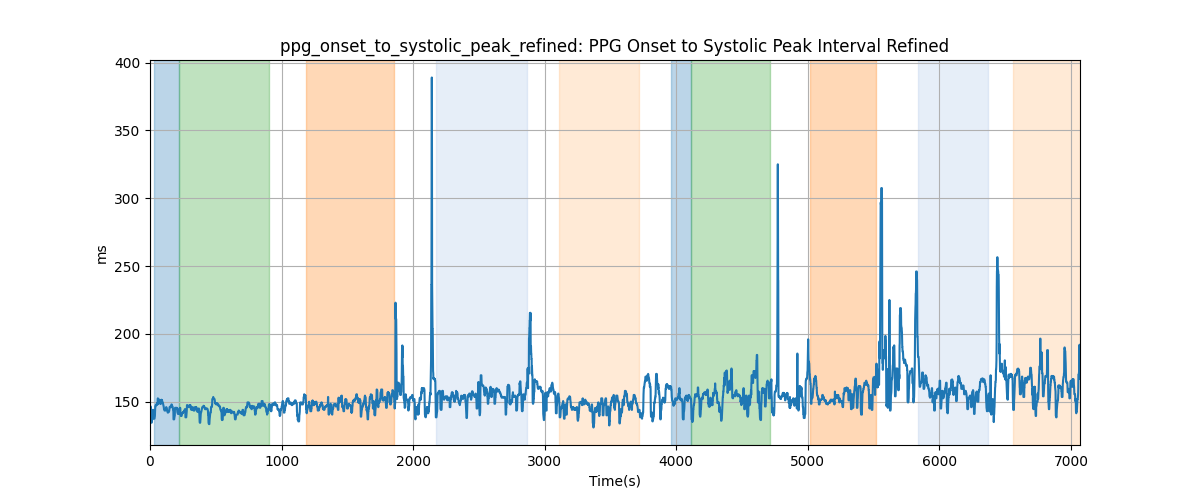 ppg_onset_to_systolic_peak_refined: PPG Onset to Systolic Peak Interval Refined
400
350
300
250
200
150
ms
0 1000 2000 3000 4000 5000 6000 7000
Time(s)